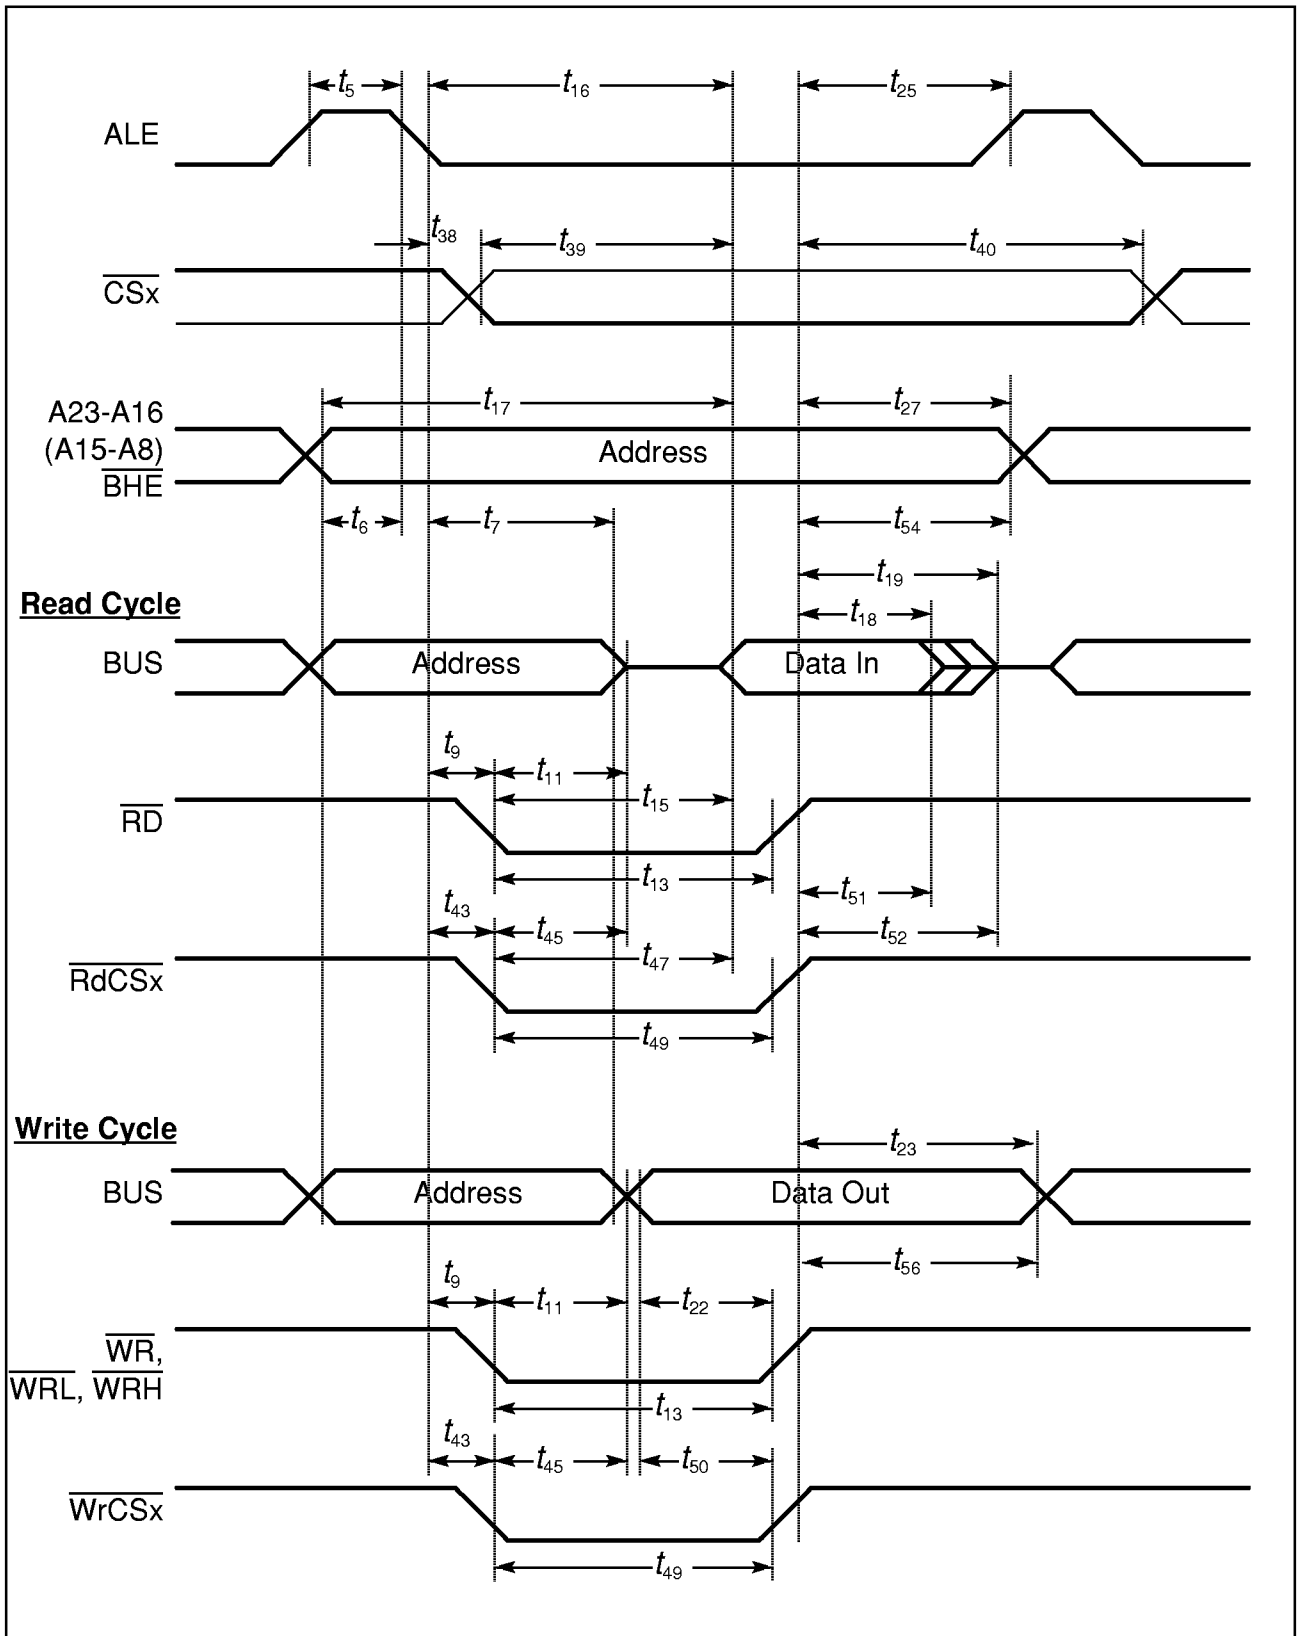 t5
t16
t25
ALE
t38
t39
t40
CSx
t17
t27
A23-A16
(A15-A8)
BHE
Address
t6
t7
t54
t19
Read Cycle
t18
BUS
Address
Data In
t9
t11
t15
RD
t13
t51
t43
t45
t52
t47
RdCSx
t49
Write Cycle
t23
BUS
Address
Data Out
t56
t9
t11
t22
WR,
WRL, WRH
t13
t43
t45
t50
WrCSx
t49